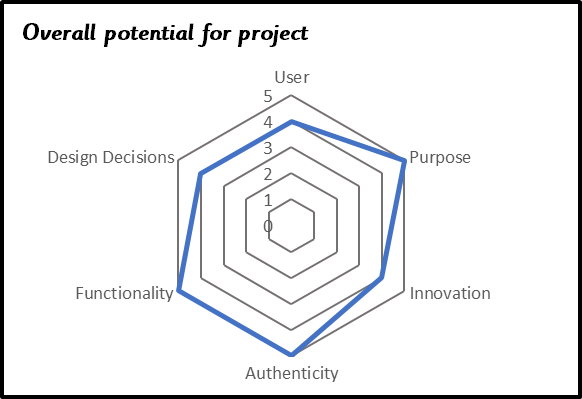 Overall potential for project
User
5
4
Design Decisions
3
Purpose
2
1
0
Functionality
Innovation
Authenticity